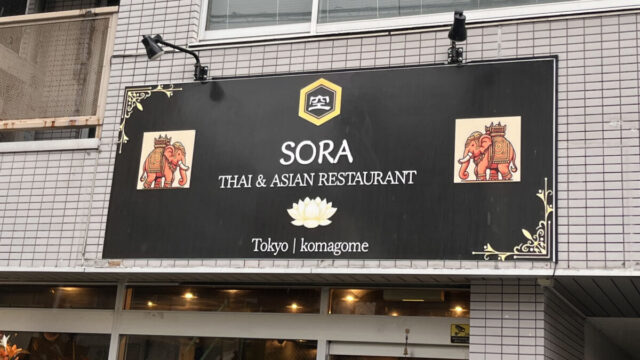 空
SORA
THAI & ASIAN RESTAURANT
Tokyo | komagome